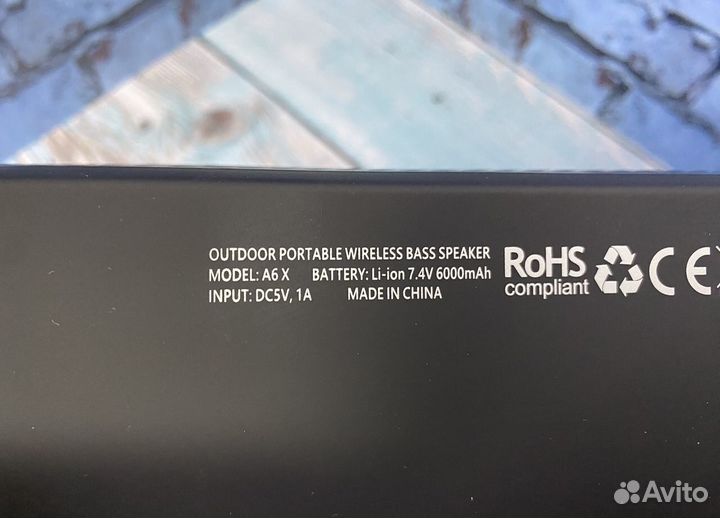 OUTDOOR PORTABLE WIRELESS BASS SPEAKER
MODEL: A6 X BATTERY: Li-ion 7.4V 6000mAh
INPUT: DC5V, 1A MADE IN CHINA
RoHS
compliant
CE
Avito